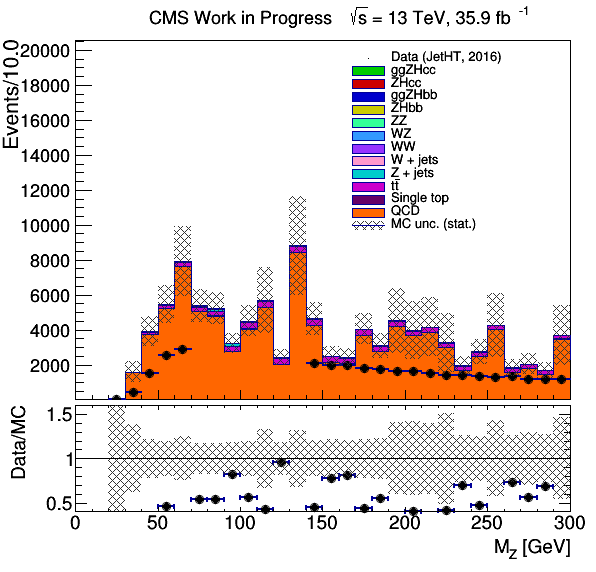 CMS Work in Progress √s = 13 TeV, 35.9 fb⁻¹
Events/10.0
20000
18000
16000
14000
12000
10000
8000
6000
4000
2000
Data (JetHT, 2016)
ggZHcc
ZHcc
ggZHbb
ZHbb
ZZ
WZ
WW
W + jets
Z + jets
tt̄
Single top
QCD
MC unc. (stat.)
Data/MC
1.5
1
0.5
0 50 100 150 200 250 300
M_Z [GeV]